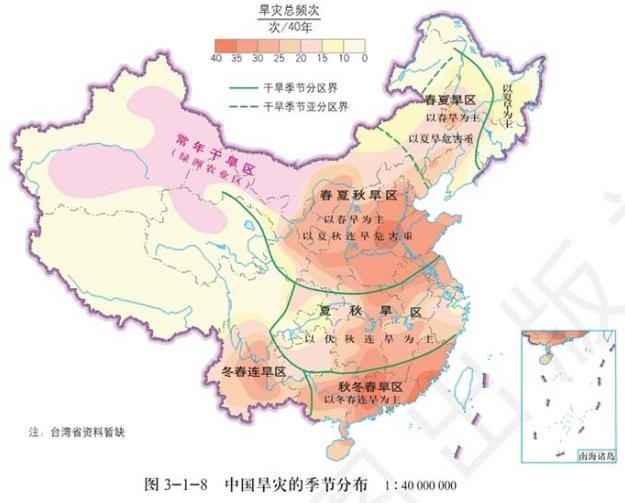 旱灾总频次
次/40年
40 35 30 25 20 15 10 0
干旱季节分区界
干旱季节亚分区界
春夏旱区
以春旱为主
以夏旱危害重
以夏旱为主
常年干旱区
(绿洲农业区)
春夏秋旱区
以春旱为主
以夏秋连旱危害重
夏秋旱区
以伏秋连旱为主
冬春连旱区
秋冬春旱区
以冬春连旱为主
注：台湾省资料暂缺
南海诸岛
图 3-1-8 中国旱灾的季节分布 1:40 000 000
出版